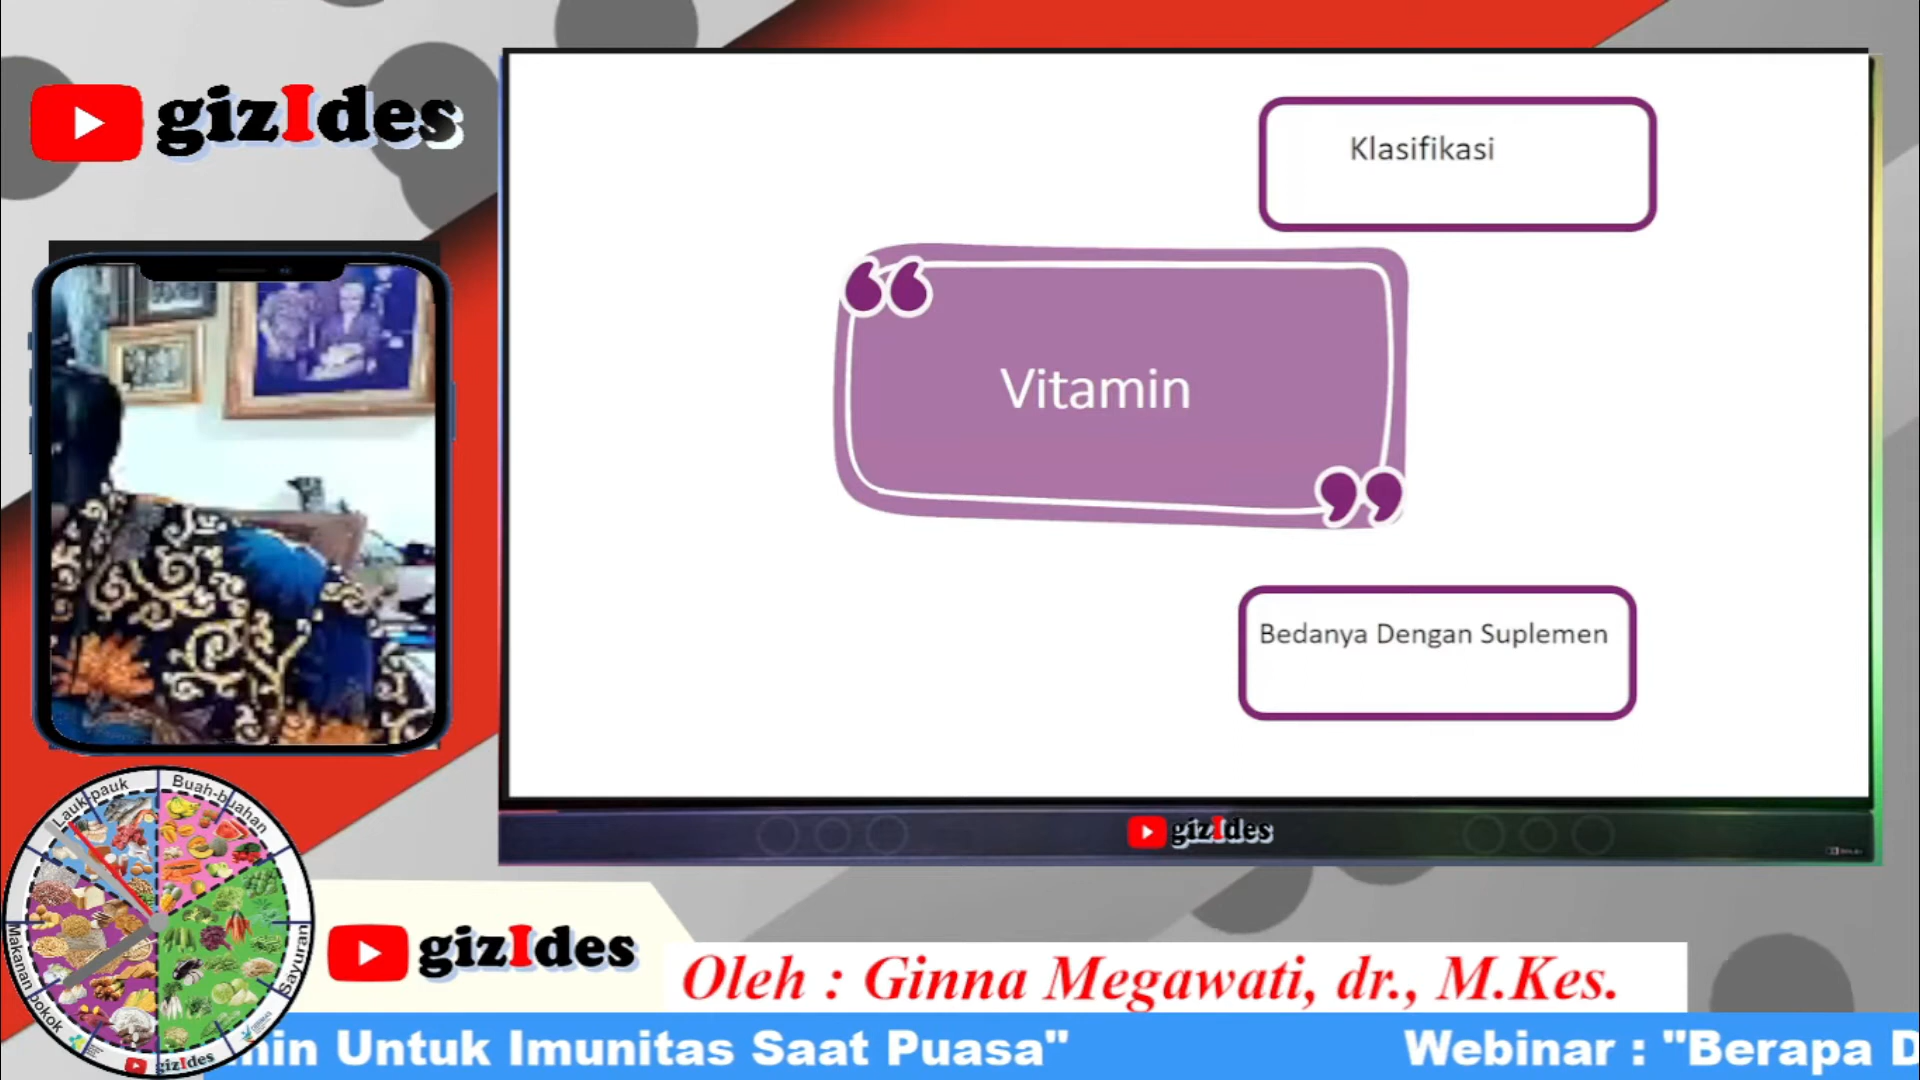 gizIdes
Klasifikasi
Vitamin
Bedanya Dengan Suplemen
gizIdes
Lauk-pauk
Buah-buahan
Makanan pokok
Sayuran
gizIdes
gizIdes
Oleh : Ginna Megawati, dr., M.Kes.
min Untuk Imunitas Saat Puasa" Webinar : "Berapa D